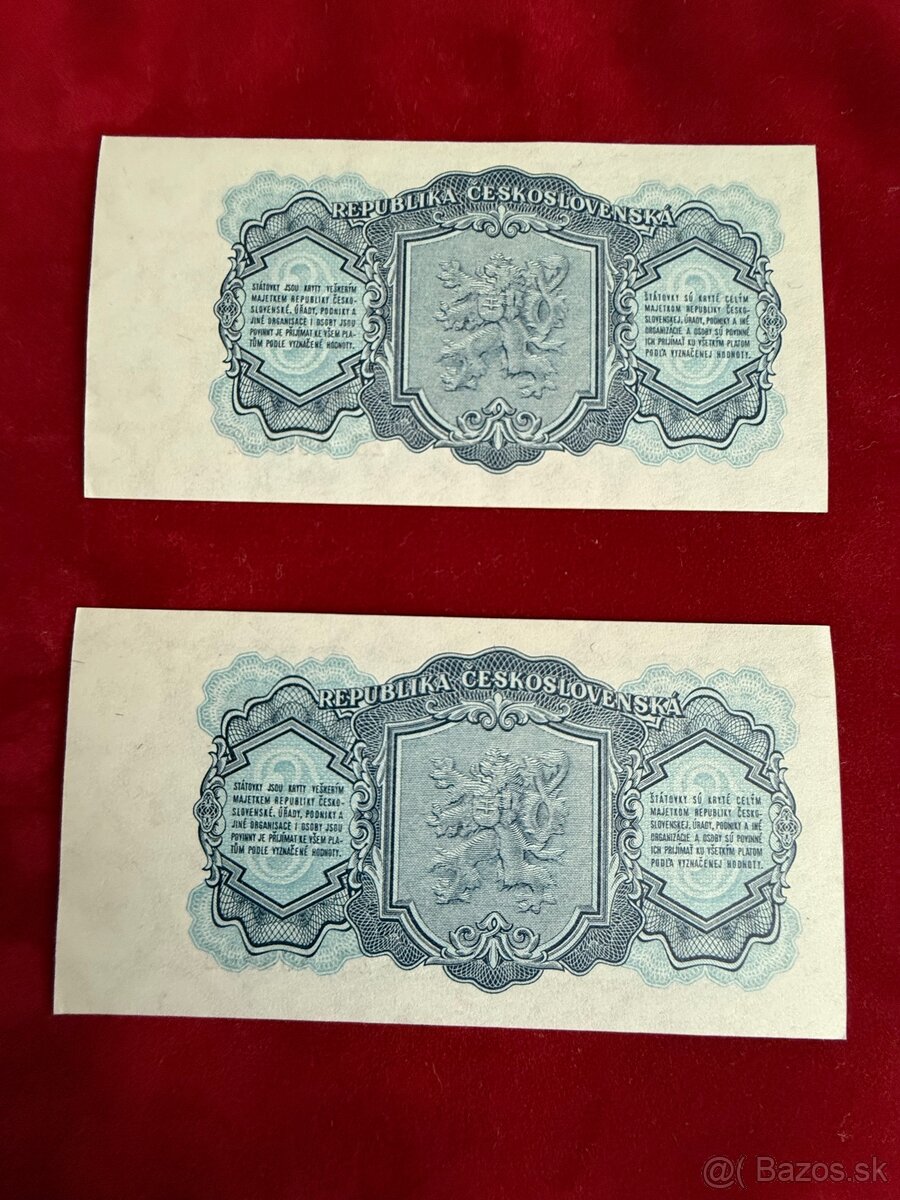 REPUBLIKA ČESKOSLOVENSKÁ
STÁTOVKY JSOU KRYTY VEŠKERÝM
MAJETKEM REPUBLIKY ČESKO-
SLOVENSKÉ, ÚŘADY, PODNIKY A
JINÉ ORGANISACE I OSOBY JSOU
POVINNY JE PŘIJÍMAT KE VŠEM PLA-
TŮM PODLE VYZNAČENÉ HODNOTY.
3
ŠTÁTOVKY SÚ KRYTÉ CELÝM
MAJETKOM REPUBLIKY ČESKO-
SLOVENSKEJ, ÚRADY, PODNIKY A INÉ
ORGANIZÁCIE A OSOBY SÚ POVINNÉ
ICH PRIJÍMAŤ KU VŠETKÝM PLATOM
PODĽA VYZNAČENEJ HODNOTY.
3
REPUBLIKA ČESKOSLOVENSKÁ
STÁTOVKY JSOU KRYTY VEŠKERÝM
MAJETKEM REPUBLIKY ČESKO-
SLOVENSKÉ, ÚŘADY, PODNIKY A
JINÉ ORGANISACE I OSOBY JSOU
POVINNY JE PŘIJÍMAT KE VŠEM PLA-
TŮM PODLE VYZNAČENÉ HODNOTY.
3
ŠTÁTOVKY SÚ KRYTÉ CELÝM
MAJETKOM REPUBLIKY ČESKO-
SLOVENSKEJ, ÚRADY, PODNIKY A INÉ
ORGANIZÁCIE A OSOBY SÚ POVINNÉ
ICH PRIJÍMAŤ KU VŠETKÝM PLATOM
PODĽA VYZNAČENEJ HODNOTY.
3
@( Bazos.sk